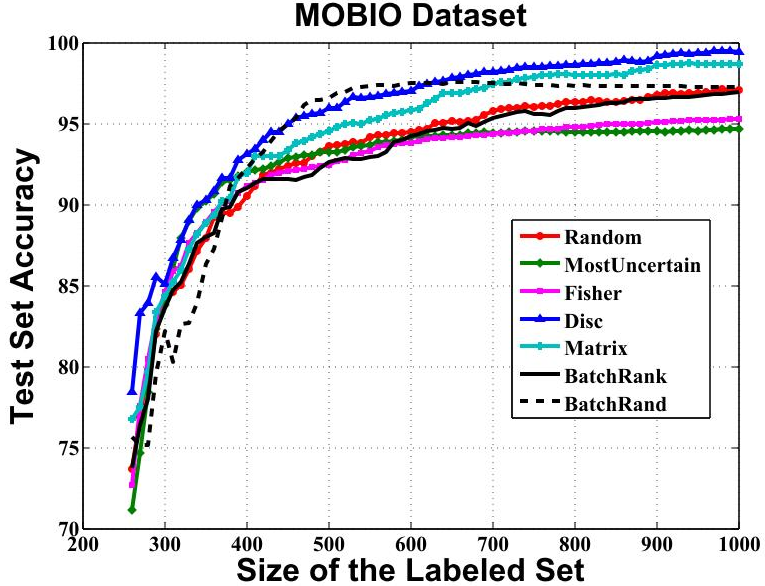 MOBIO Dataset
100
95
90
85
80
75
70
Test Set Accuracy
Random
MostUncertain
Fisher
Disc
Matrix
BatchRank
BatchRand
200 300 400 500 600 700 800 900 1000
Size of the Labeled Set